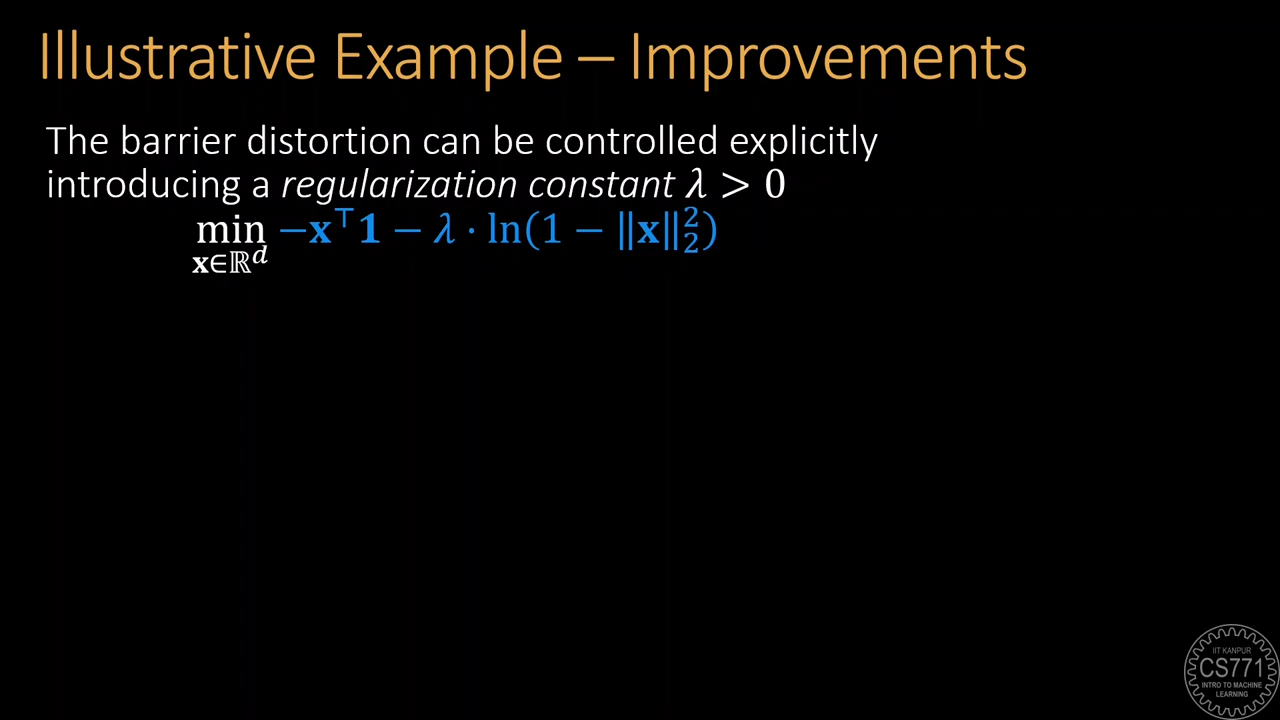 Illustrative Example – Improvements
The barrier distortion can be controlled explicitly
introducing a regularization constant λ > 0
min −𝐱⊤𝟏 − λ · ln(1 − ‖𝐱‖₂²)
𝐱∈ℝᵈ
IIT KANPUR
CS771
INTRO TO MACHINE
LEARNING